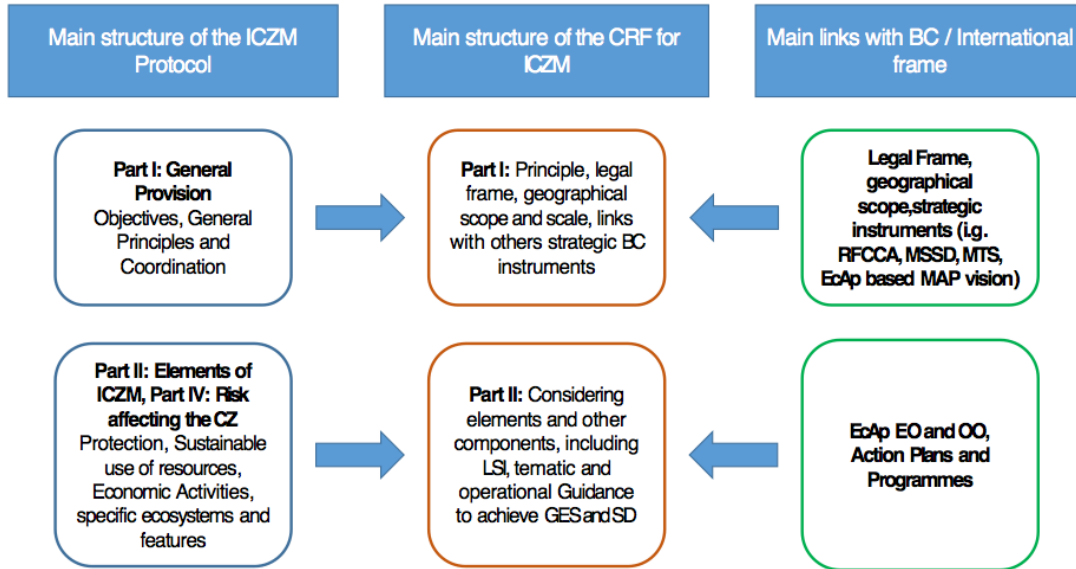 Main structure of the ICZM
Protocol
Main structure of the CRF for
ICZM
Main links with BC / International
frame
Part I: General
Provision
Objectives, General
Principles and
Coordination
Part I: Principle, legal
frame, geographical
scope and scale, links
with others strategic BC
instruments
Legal Frame,
geographical
scope,strategic
instruments (i.g.
RFCCA, MSSD, MTS,
EcAp based MAP vision)
Part II: Elements of
ICZM, Part IV: Risk
affecting the CZ
Protection, Sustainable
use of resources,
Economic Activities,
specific ecosystems and
features
Part II: Considering
elements and other
components, including
LSI, tematic and
operational Guidance
to achieve GES and SD
EcAp EO and OO,
Action Plans and
Programmes